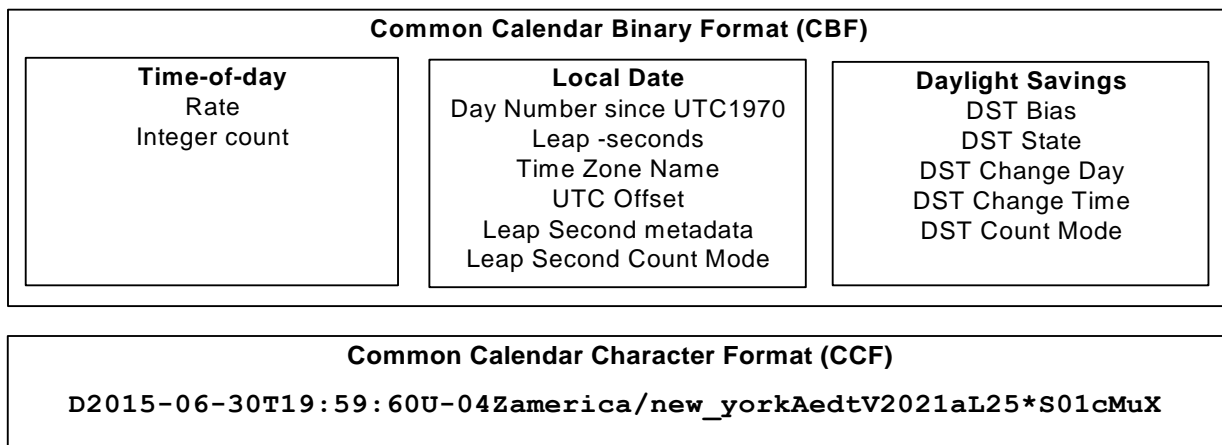 Common Calendar Binary Format (CBF)
Time-of-day
Rate
Integer count
Local Date
Day Number since UTC1970
Leap -seconds
Time Zone Name
UTC Offset
Leap Second metadata
Leap Second Count Mode
Daylight Savings
DST Bias
DST State
DST Change Day
DST Change Time
DST Count Mode
Common Calendar Character Format (CCF)
D2015-06-30T19:59:60U-04Zamerica/new_yorkAedtV2021aL25*S01cMuX